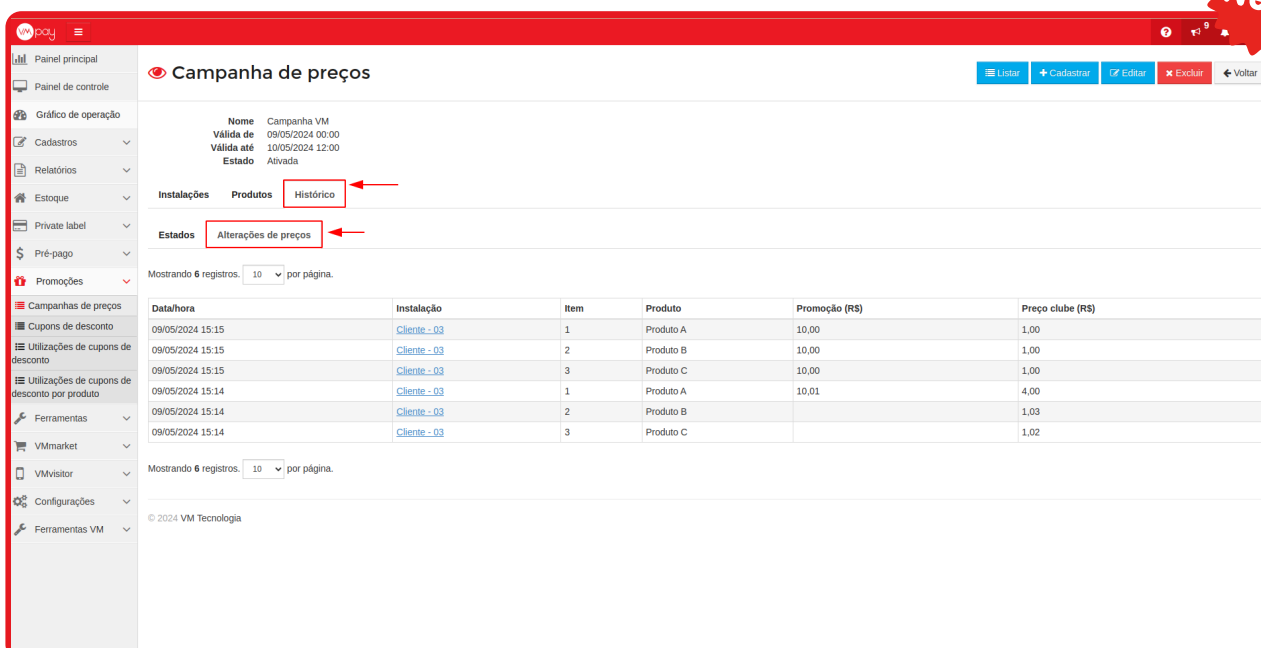 VM pay
9
Painel principal
Painel de controle
Gráfico de operação
Cadastros
Relatórios
Estoque
Private label
Pré-pago
Promoções
Campanhas de preços
Cupons de desconto
Utilizações de cupons de
desconto
Utilizações de cupons de
desconto por produto
Ferramentas
VMmarket
VMvisitor
Configurações
Ferramentas VM
Campanha de preços
Listar Cadastrar Editar Excluir Voltar
Nome Campanha VM
Válida de 09/05/2024 00:00
Válida até 10/05/2024 12:00
Estado Ativada
Instalações Produtos Histórico
Estados Alterações de preços
Mostrando 6 registros. 10 por página.
Data/hora Instalação Item Produto Promoção (R$) Preço clube (R$)
09/05/2024 15:15 Cliente - 03 1 Produto A 10,00 1,00
09/05/2024 15:15 Cliente - 03 2 Produto B 10,00 1,00
09/05/2024 15:15 Cliente - 03 3 Produto C 10,00 1,00
09/05/2024 15:14 Cliente - 03 1 Produto A 10,01 4,00
09/05/2024 15:14 Cliente - 03 2 Produto B 1,03
09/05/2024 15:14 Cliente - 03 3 Produto C 1,02
Mostrando 6 registros. 10 por página.
© 2024 VM Tecnologia